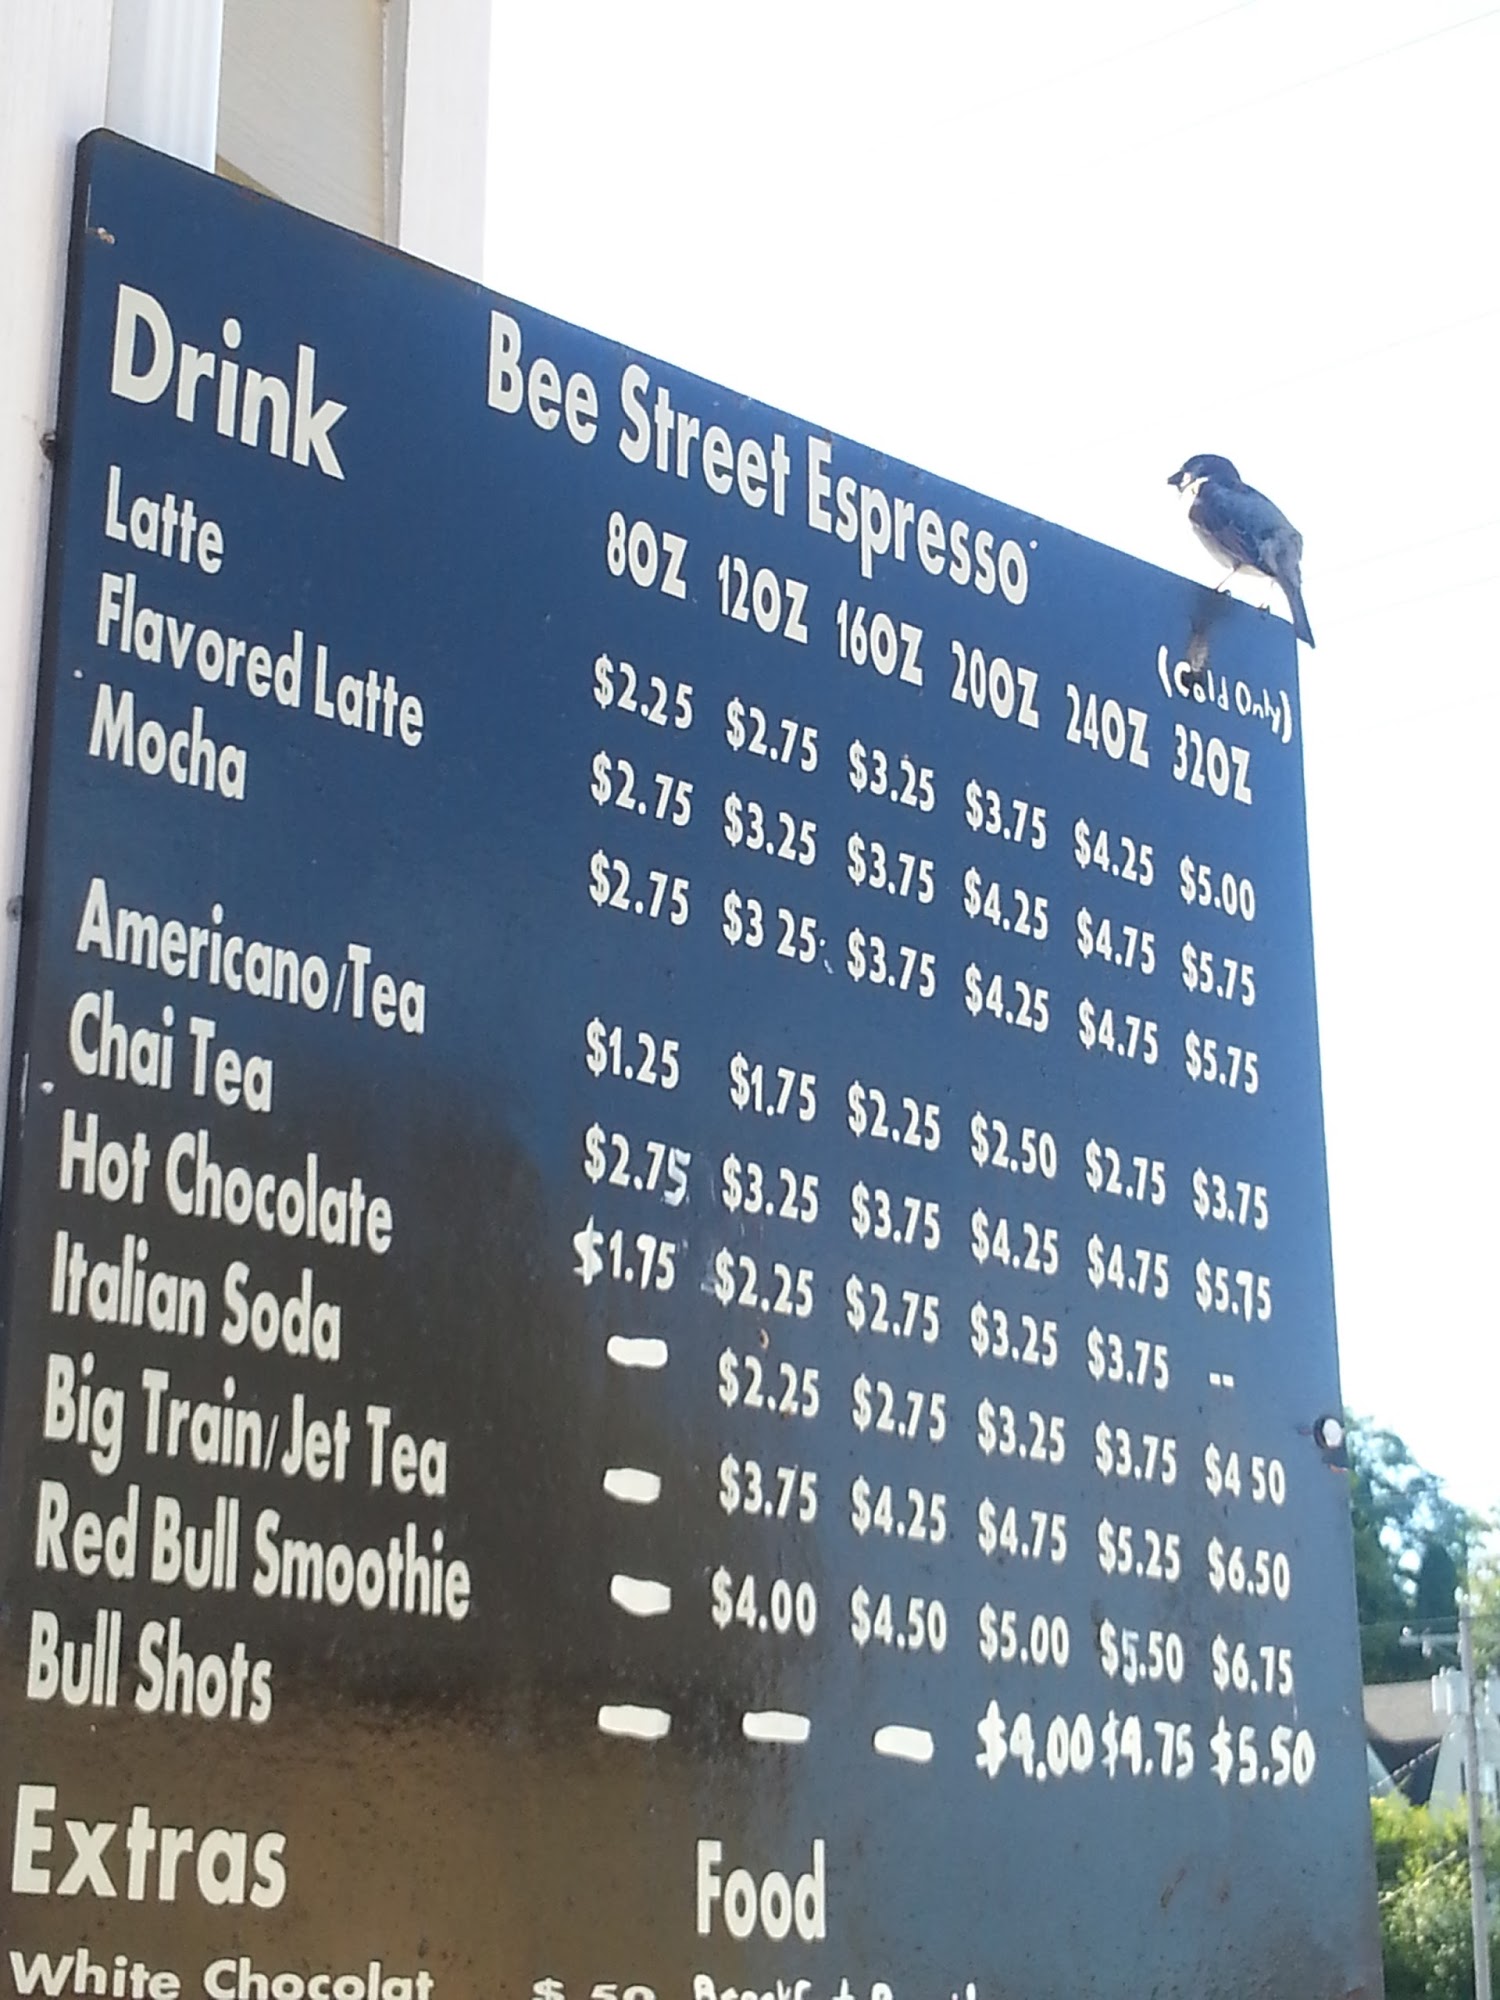 Bee Street Espresso
Drink
(Cold Only)
8OZ 12OZ 16OZ 20OZ 24OZ 32OZ
Latte $2.25 $2.75 $3.25 $3.75 $4.25 $5.00
Flavored Latte $2.75 $3.25 $3.75 $4.25 $4.75 $5.75
Mocha $2.75 $3 25 $3.75 $4.25 $4.75 $5.75
Americano/Tea $1.25 $1.75 $2.25 $2.50 $2.75 $3.75
Chai Tea $2.75 $3.25 $3.75 $4.25 $4.75 $5.75
Hot Chocolate $1.75 $2.25 $2.75 $3.25 $3.75 --
Italian Soda - $2.25 $2.75 $3.25 $3.75 $4 50
Big Train/Jet Tea - $3.75 $4.25 $4.75 $5.25 $6.50
Red Bull Smoothie - $4.00 $4.50 $5.00 $5.50 $6.75
Bull Shots - - - $4.00 $4.75 $5.50
Extras Food
White Chocolat $ .50